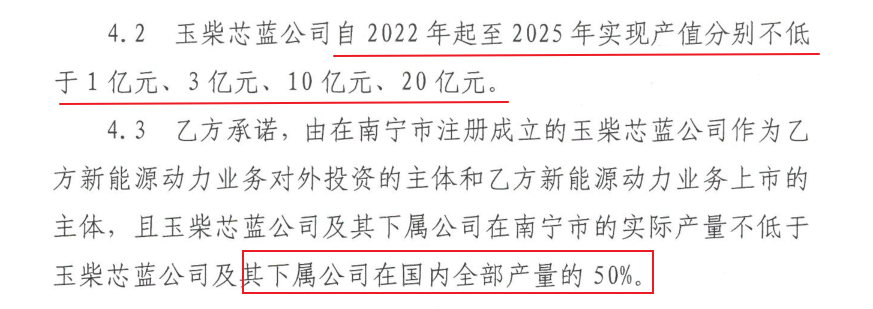 4.2 玉柴芯蓝公司自 2022 年起至 2025 年实现产值分别不低
于 1 亿元、3 亿元、10 亿元、20 亿元。
4.3 乙方承诺，由在南宁市注册成立的玉柴芯蓝公司作为乙
方新能源动力业务对外投资的主体和乙方新能源动力业务上市的
主体，且玉柴芯蓝公司及其下属公司在南宁市的实际产量不低于
玉柴芯蓝公司及其下属公司在国内全部产量的 50%。